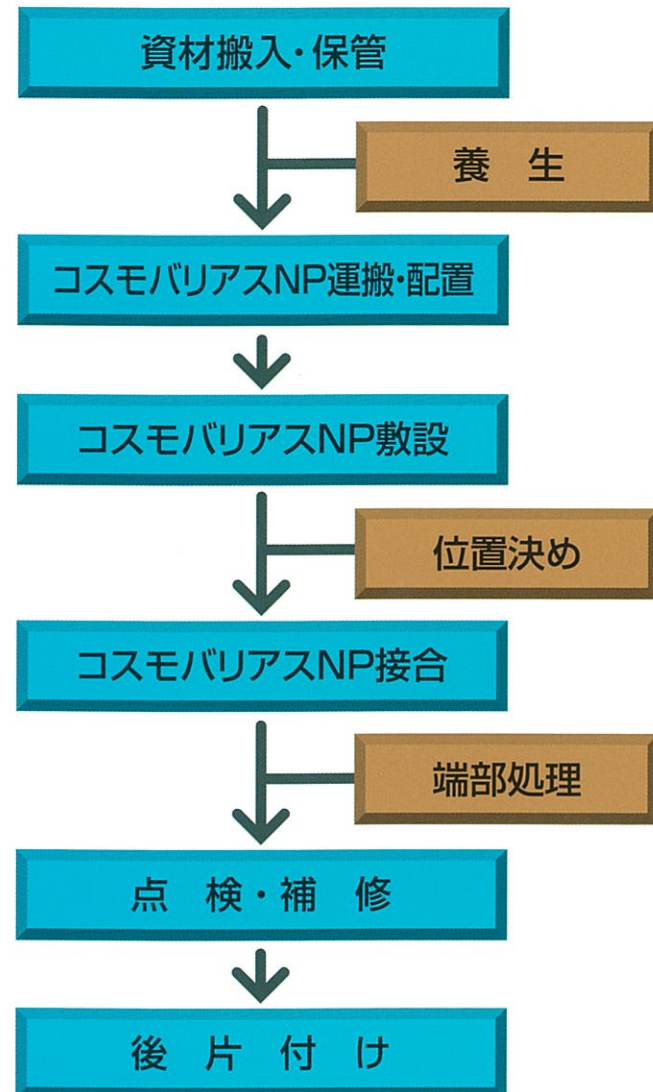 資材搬入・保管
養　生
コスモバリアスNP運搬・配置
コスモバリアスNP敷設
位置決め
コスモバリアスNP接合
端部処理
点　検・補　修
後　片　付　け